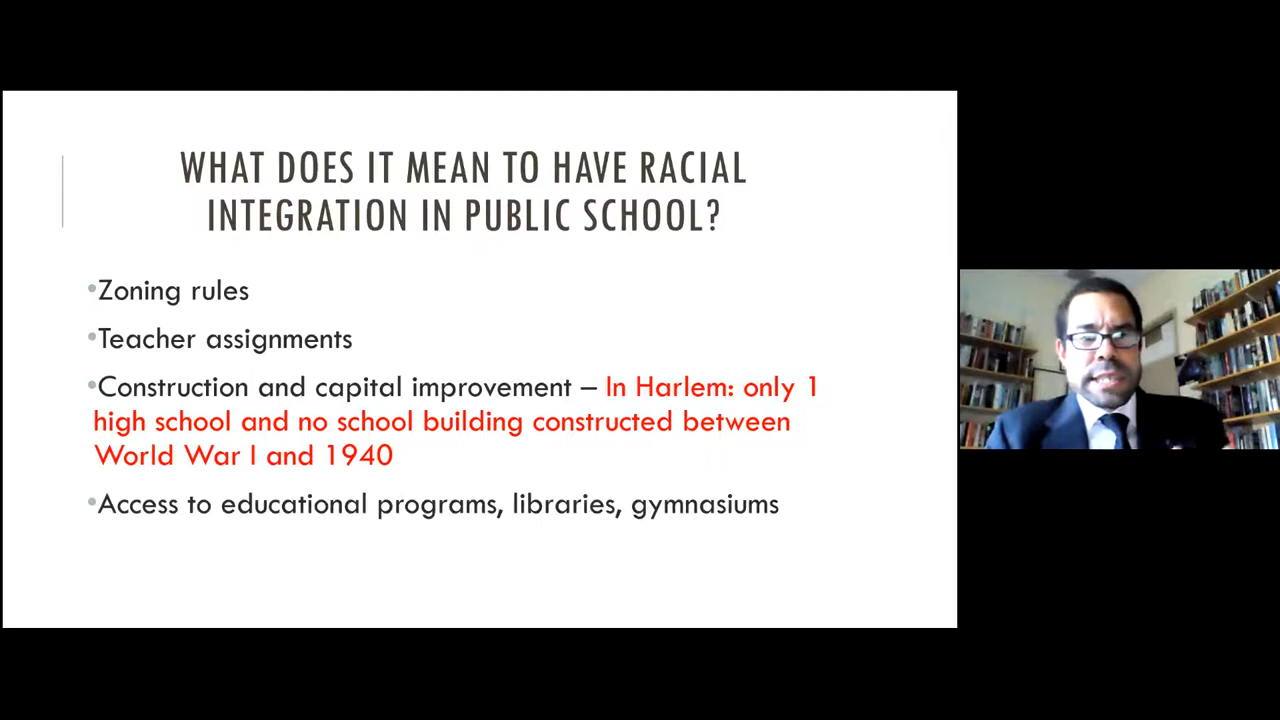 WHAT DOES IT MEAN TO HAVE RACIAL
INTEGRATION IN PUBLIC SCHOOL?
•Zoning rules
•Teacher assignments
•Construction and capital improvement – In Harlem: only 1
high school and no school building constructed between
World War I and 1940
•Access to educational programs, libraries, gymnasiums